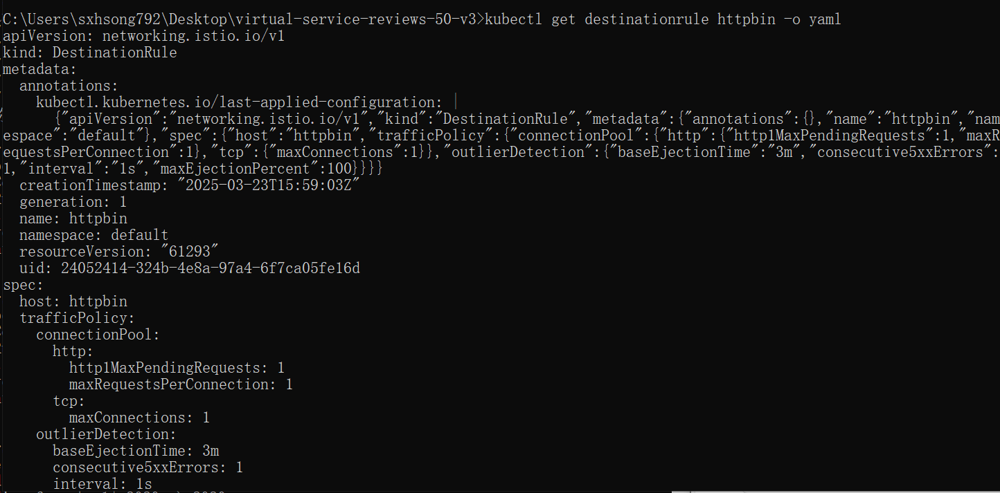 C:\Users\sxhsong792\Desktop\virtual-service-reviews-50-v3>kubectl get destinationrule httpbin -o yaml
apiVersion: networking.istio.io/v1
kind: DestinationRule
metadata:
  annotations:
    kubectl.kubernetes.io/last-applied-configuration: |
      {"apiVersion":"networking.istio.io/v1","kind":"DestinationRule","metadata":{"annotations":{},"name":"httpbin","nam
espace":"default"},"spec":{"host":"httpbin","trafficPolicy":{"connectionPool":{"http":{"http1MaxPendingRequests":1,"maxR
equestsPerConnection":1},"tcp":{"maxConnections":1}},"outlierDetection":{"baseEjectionTime":"3m","consecutive5xxErrors":
1,"interval":"1s","maxEjectionPercent":100}}}}
  creationTimestamp: "2025-03-23T15:59:03Z"
  generation: 1
  name: httpbin
  namespace: default
  resourceVersion: "61293"
  uid: 24052414-324b-4e8a-97a4-6f7ca05fe16d
spec:
  host: httpbin
  trafficPolicy:
    connectionPool:
      http:
        http1MaxPendingRequests: 1
        maxRequestsPerConnection: 1
      tcp:
        maxConnections: 1
    outlierDetection:
      baseEjectionTime: 3m
      consecutive5xxErrors: 1
      interval: 1s